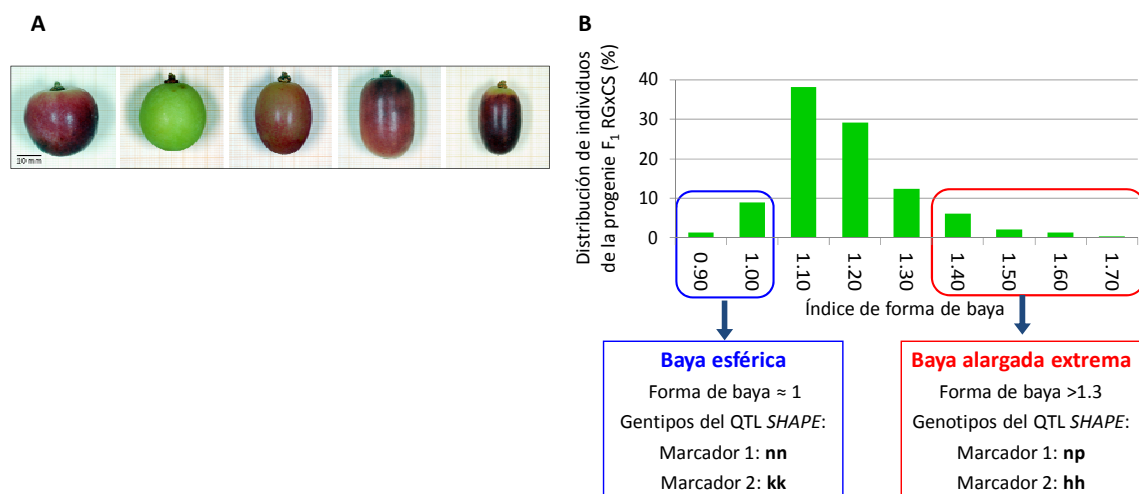 A
10 mm
B
Distribución de individuos
de la progenie F₁ RGxCS (%)
40
30
20
10
0
0.90
1.00
1.10
1.20
1.30
1.40
1.50
1.60
1.70
Índice de forma de baya
Baya esférica
Forma de baya ≈ 1
Gentipos del QTL SHAPE:
Marcador 1: nn
Marcador 2: kk
Baya alargada extrema
Forma de baya >1.3
Genotipos del QTL SHAPE:
Marcador 1: np
Marcador 2: hh